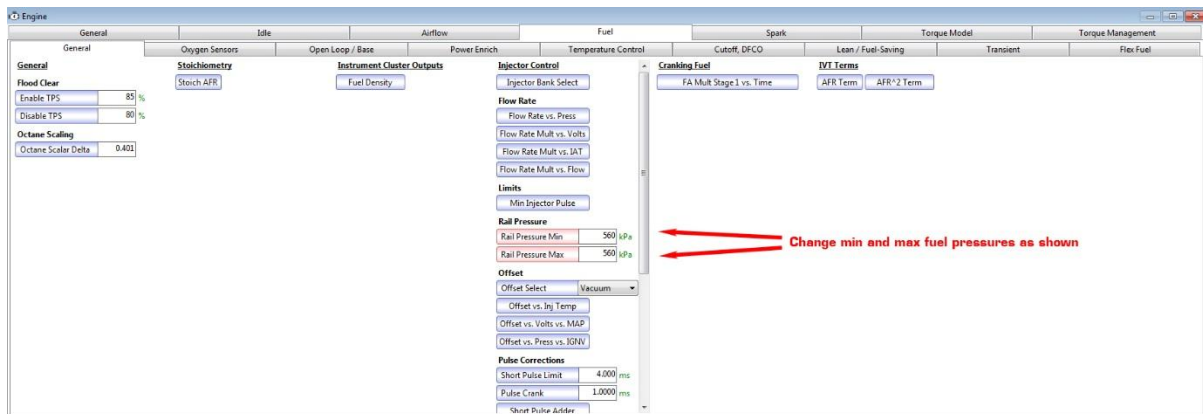 Engine
General Idle Airflow Fuel Spark Torque Model Torque Management
General Oxygen Sensors Open Loop / Base Power Enrich Temperature Control Cutoff, DFCO Lean / Fuel-Saving Transient Flex Fuel
General
Flood Clear
Enable TPS 85 %
Disable TPS 80 %
Octane Scaling
Octane Scalar Delta 0.401
Stoichiometry
Stoich AFR
Instrument Cluster Outputs
Fuel Density
Injector Control
Injector Bank Select
Flow Rate
Flow Rate vs. Press
Flow Rate Mult vs. Volts
Flow Rate Mult vs. IAT
Flow Rate Mult vs. Flow
Limits
Min Injector Pulse
Rail Pressure
Rail Pressure Min 560 kPa
Rail Pressure Max 560 kPa
Offset
Offset Select Vacuum
Offset vs. Inj Temp
Offset vs. Volts vs. MAP
Offset vs. Press vs. IGNV
Pulse Corrections
Short Pulse Limit 4.000 ms
Pulse Crank 1.0000 ms
Short Pulse Adder
Cranking Fuel
FA Mult Stage 1 vs. Time
IVT Terms
AFR Term AFR^2 Term
Change min and max fuel pressures as shown